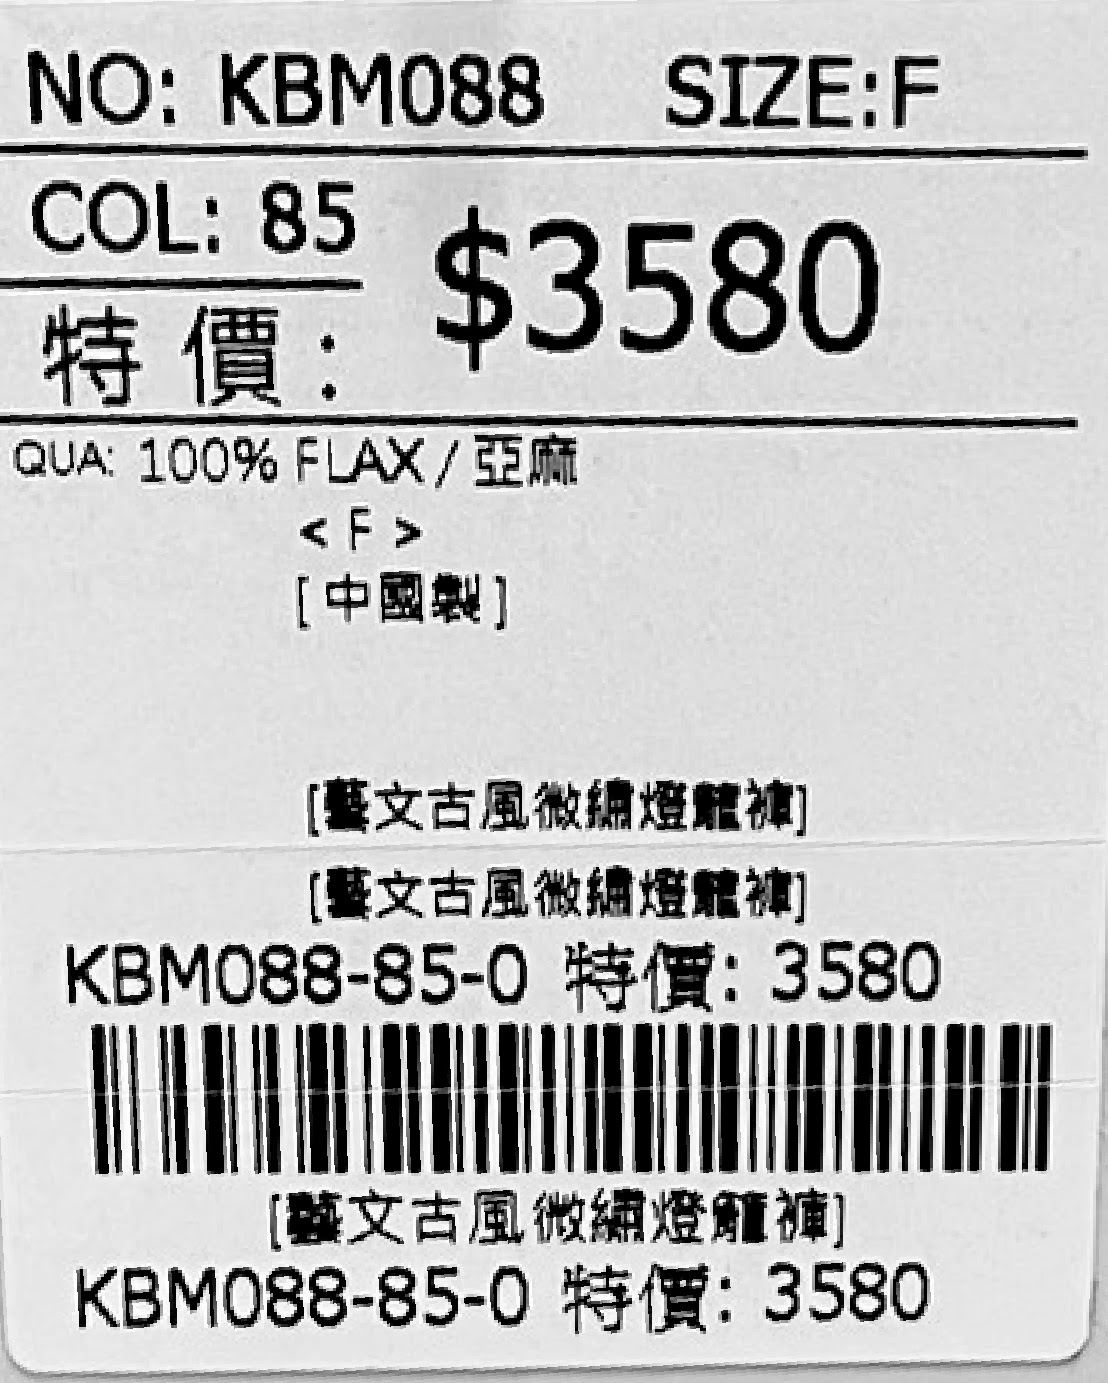 NO: KBM088 SIZE:F
COL: 85
$3580
特價:
QUA: 100% FLAX / 亞麻
< F >
[中國製]
[藝文古風微繡燈籠褲]
[藝文古風微繡燈籠褲]
KBM088-85-0 特價: 3580
[藝文古風微繡燈籠褲]
KBM088-85-0 特價: 3580